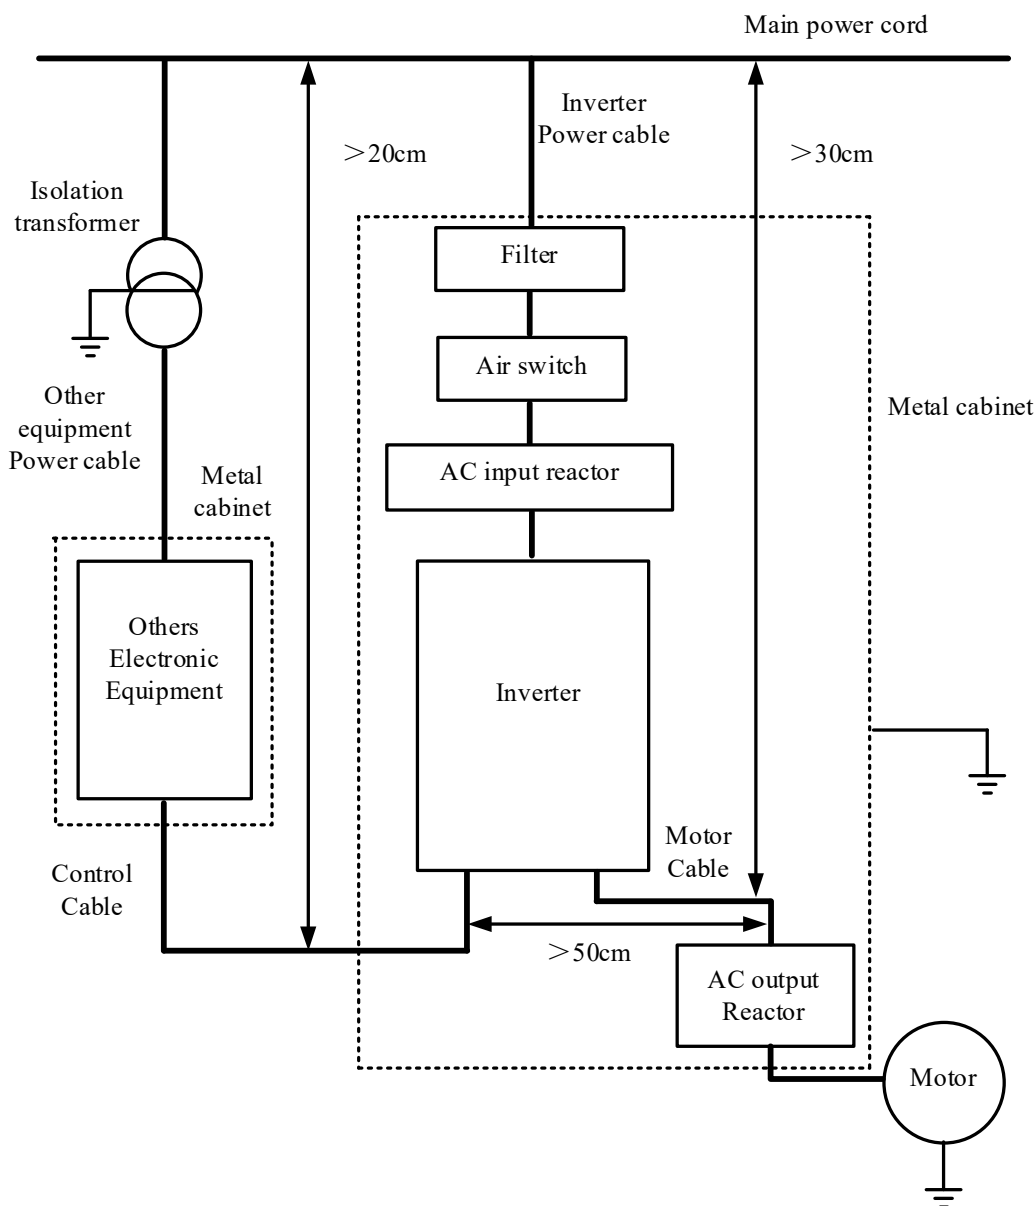 Main power cord
Inverter
Power cable
>20cm
>30cm
Isolation
transformer
Filter
Air switch
Other
equipment
Power cable
Metal cabinet
AC input reactor
Metal
cabinet
Others
Electronic
Equipment
Inverter
Motor
Cable
Control
Cable
>50cm
AC output
Reactor
Motor